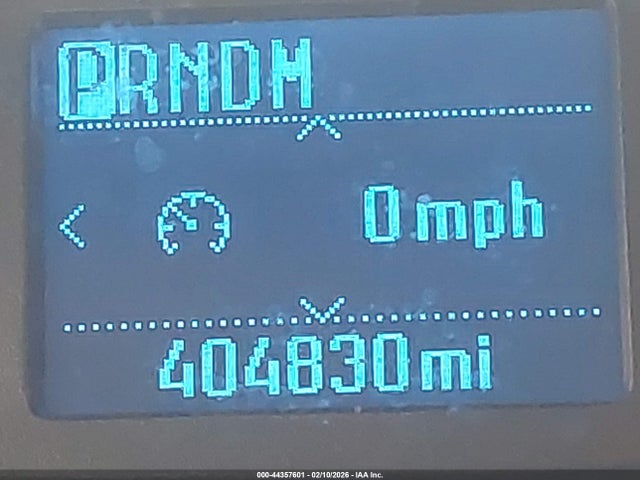 PRNDM
0 mph
404830mi
000-44357601 - 02/10/2026 - IAA Inc.